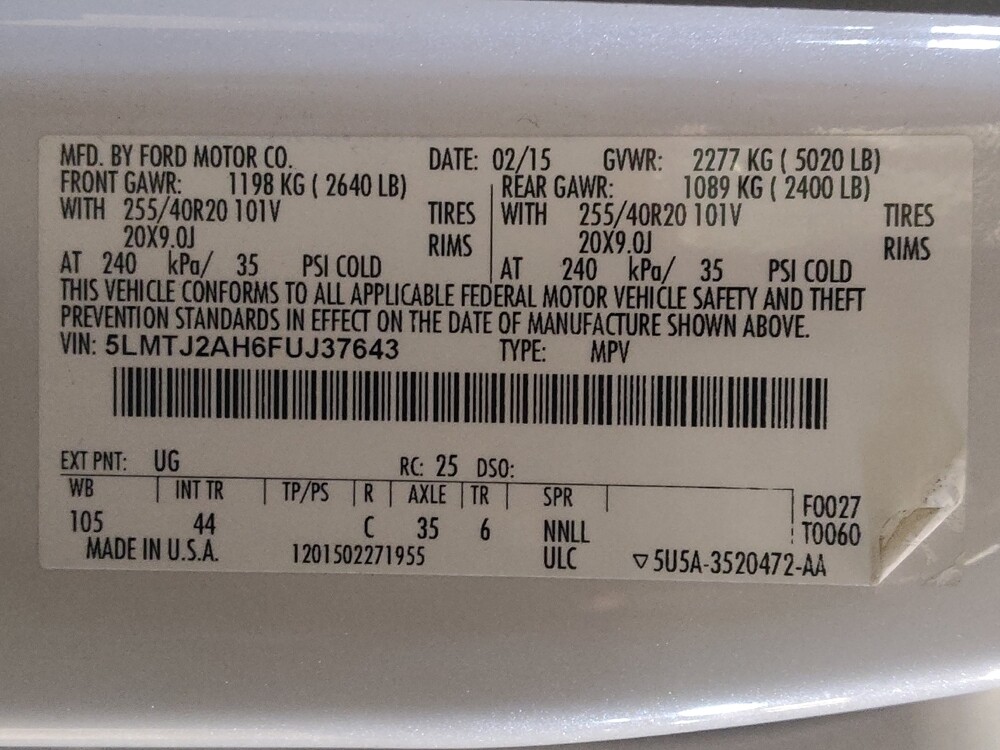 MFD. BY FORD MOTOR CO. DATE: 02/15 GVWR: 2277 KG ( 5020 LB)
FRONT GAWR: 1198 KG ( 2640 LB) REAR GAWR: 1089 KG ( 2400 LB)
WITH 255/40R20 101V TIRES WITH 255/40R20 101V TIRES
20X9.0J RIMS 20X9.0J RIMS
AT 240 kPa/ 35 PSI COLD AT 240 kPa/ 35 PSI COLD
THIS VEHICLE CONFORMS TO ALL APPLICABLE FEDERAL MOTOR VEHICLE SAFETY AND THEFT
PREVENTION STANDARDS IN EFFECT ON THE DATE OF MANUFACTURE SHOWN ABOVE.
VIN: 5LMTJ2AH6FUJ37643 TYPE: MPV
EXT PNT: UG RC: 25 DSO:
WB INT TR TP/PS R AXLE TR SPR F0027
105 44 C 35 6 NNLL T0060
MADE IN U.S.A. 1201502271955 ULC ▽5U5A-3520472-AA